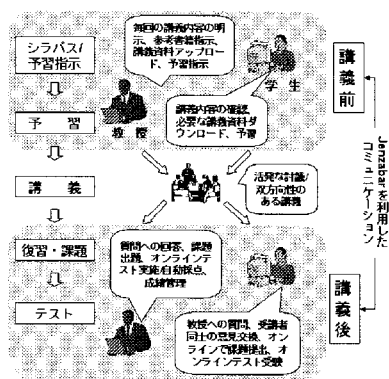 シラバス/
予習指示
予　習
講　義
復習・課題
テスト
毎回の講義内容の明
示、参考書籍指示、
講義資料アップロー
ド、予習指示
教　授
学　生
講義内容の確認、
必要な講義資料ダ
ウンロード、予習
活発な討議/
双方向性の
ある講義
質問への回答、課題
出題、オンラインテ
スト実施/自動採点、
成績管理
教授への質問、受講者
同士の意見交換、オン
ラインで課題提出、オ
ンラインテスト受験
講義前
Jenzabarを利用した
コミュニケーション
講義後